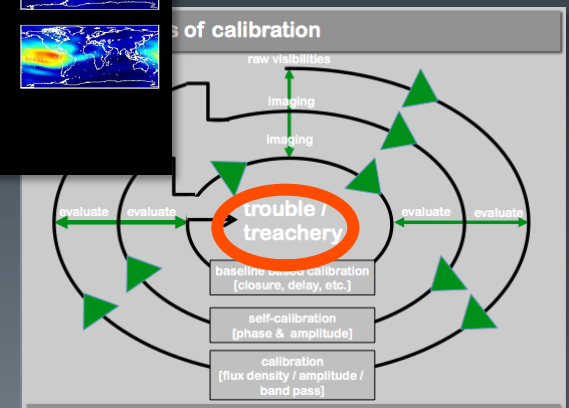 of calibration
raw visibilities
imaging
imaging
evaluate evaluate
trouble /
treachery
evaluate evaluate
baseline based calibration
[closure, delay, etc.]
self-calibration
[phase & amplitude]
calibration
[flux density / amplitude /
band pass]